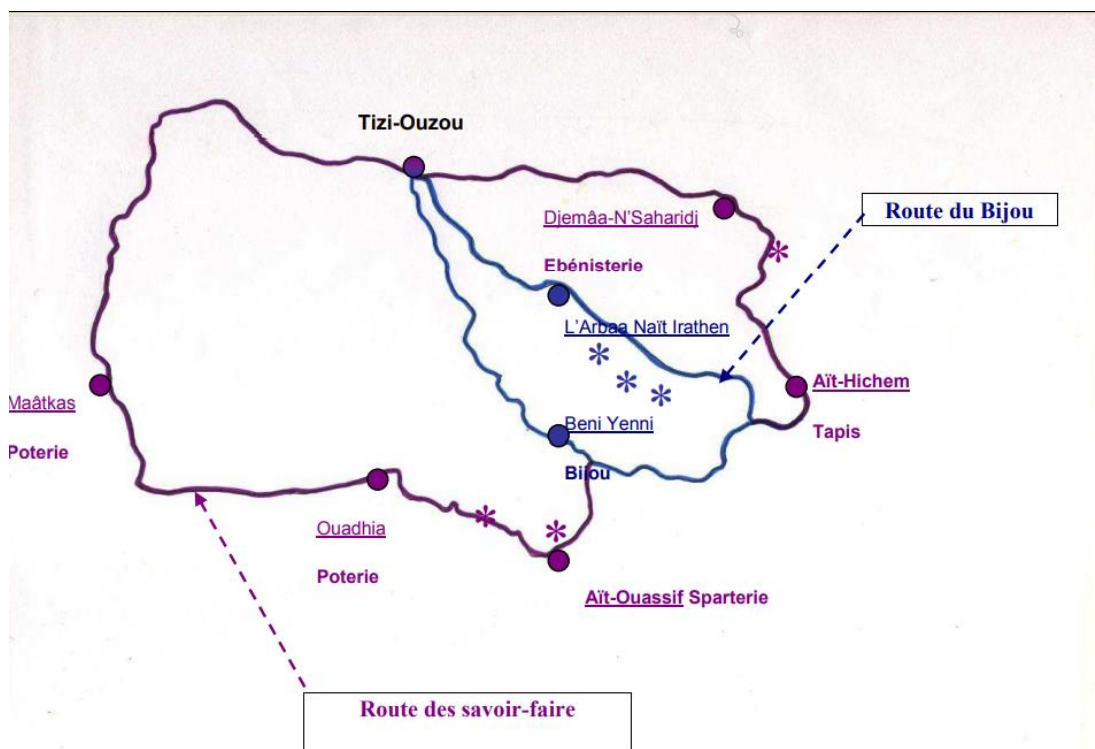 Tizi-Ouzou
Djemâa-N'Saharidj
Ebénisterie
Route du Bijou
L'Arbaa Naït Irathen
Aït-Hichem
Tapis
Maâtkas
Poterie
Beni Yenni
Bijou
Ouadhia
Poterie
Aït-Ouassif Sparterie
Route des savoir-faire